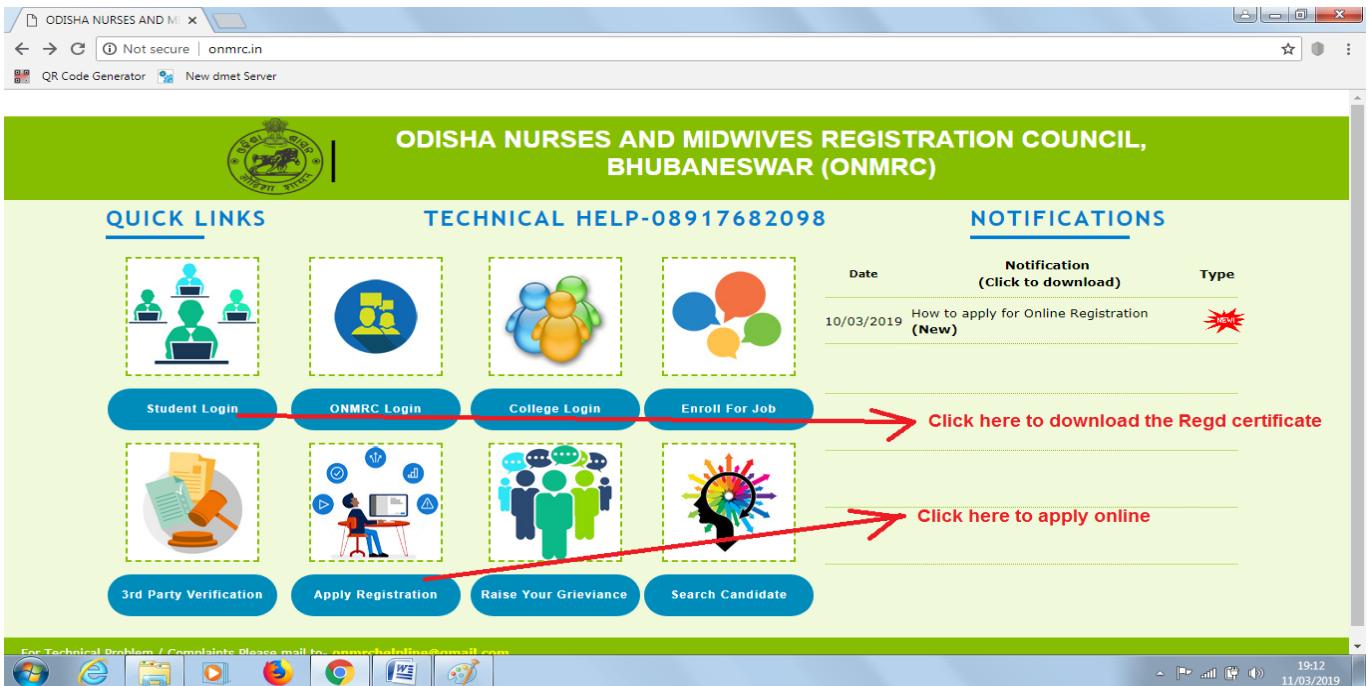 ODISHA NURSES AND MI
Not secure | onmrc.in
QR Code Generator New dmet Server
ODISHA NURSES AND MIDWIVES REGISTRATION COUNCIL,
BHUBANESWAR (ONMRC)
QUICK LINKS
TECHNICAL HELP-08917682098
NOTIFICATIONS
Date
Notification
(Click to download)
Type
10/03/2019
How to apply for Online Registration
(New)
NEW!
Student Login
ONMRC Login
College Login
Enroll For Job
Click here to download the Regd certificate
Click here to apply online
3rd Party Verification
Apply Registration
Raise Your Grieviance
Search Candidate
For Technical Problem / Complaints Please mail to- onmrchelpline@gmail.com
19:12
11/03/2019